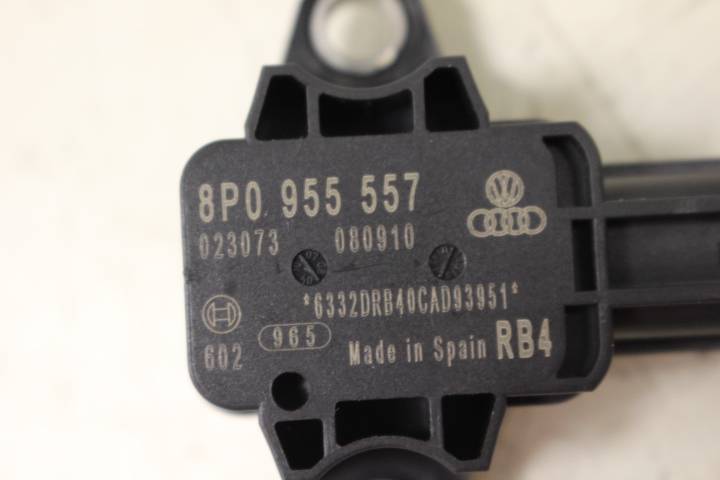 8P0 955 557
023073 080910
*6332DRB40CAD93951*
965
602
Made in Spain RB4